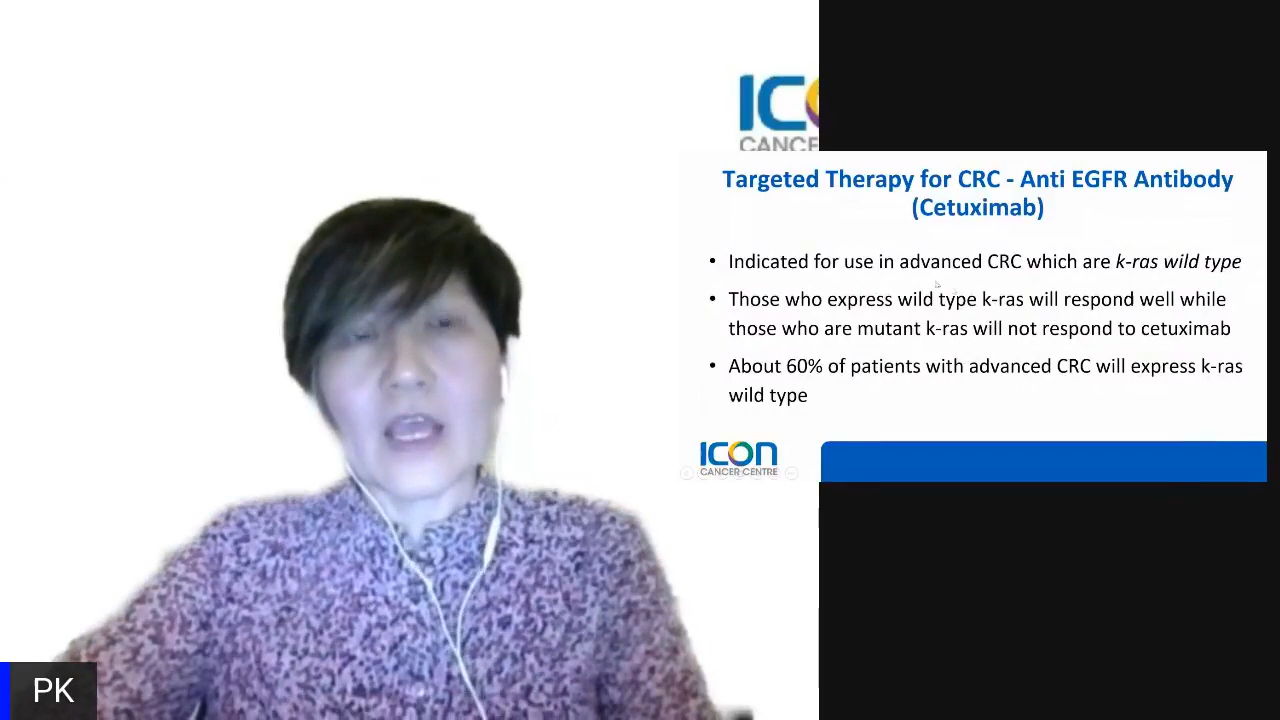 IC
CANCE
Targeted Therapy for CRC - Anti EGFR Antibody
(Cetuximab)
• Indicated for use in advanced CRC which are k-ras wild type
• Those who express wild type k-ras will respond well while
those who are mutant k-ras will not respond to cetuximab
• About 60% of patients with advanced CRC will express k-ras
wild type
ICON
CANCER CENTRE
PK